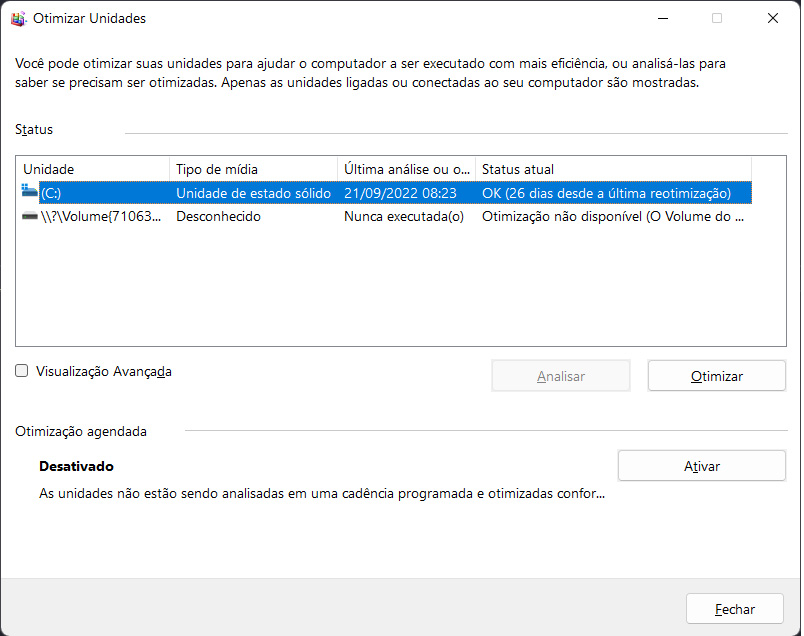 Otimizar Unidades
Você pode otimizar suas unidades para ajudar o computador a ser executado com mais eficiência, ou analisá-las para
saber se precisam ser otimizadas. Apenas as unidades ligadas ou conectadas ao seu computador são mostradas.
Status
Unidade Tipo de mídia Última análise ou o... Status atual
(C:) Unidade de estado sólido 21/09/2022 08:23 OK (26 dias desde a última reotimização)
\\?\Volume{71063... Desconhecido Nunca executada(o) Otimização não disponível (O Volume do ...
Visualização Avançada
Analisar Otimizar
Otimização agendada
Desativado
Ativar
As unidades não estão sendo analisadas em uma cadência programada e otimizadas confor...
Fechar